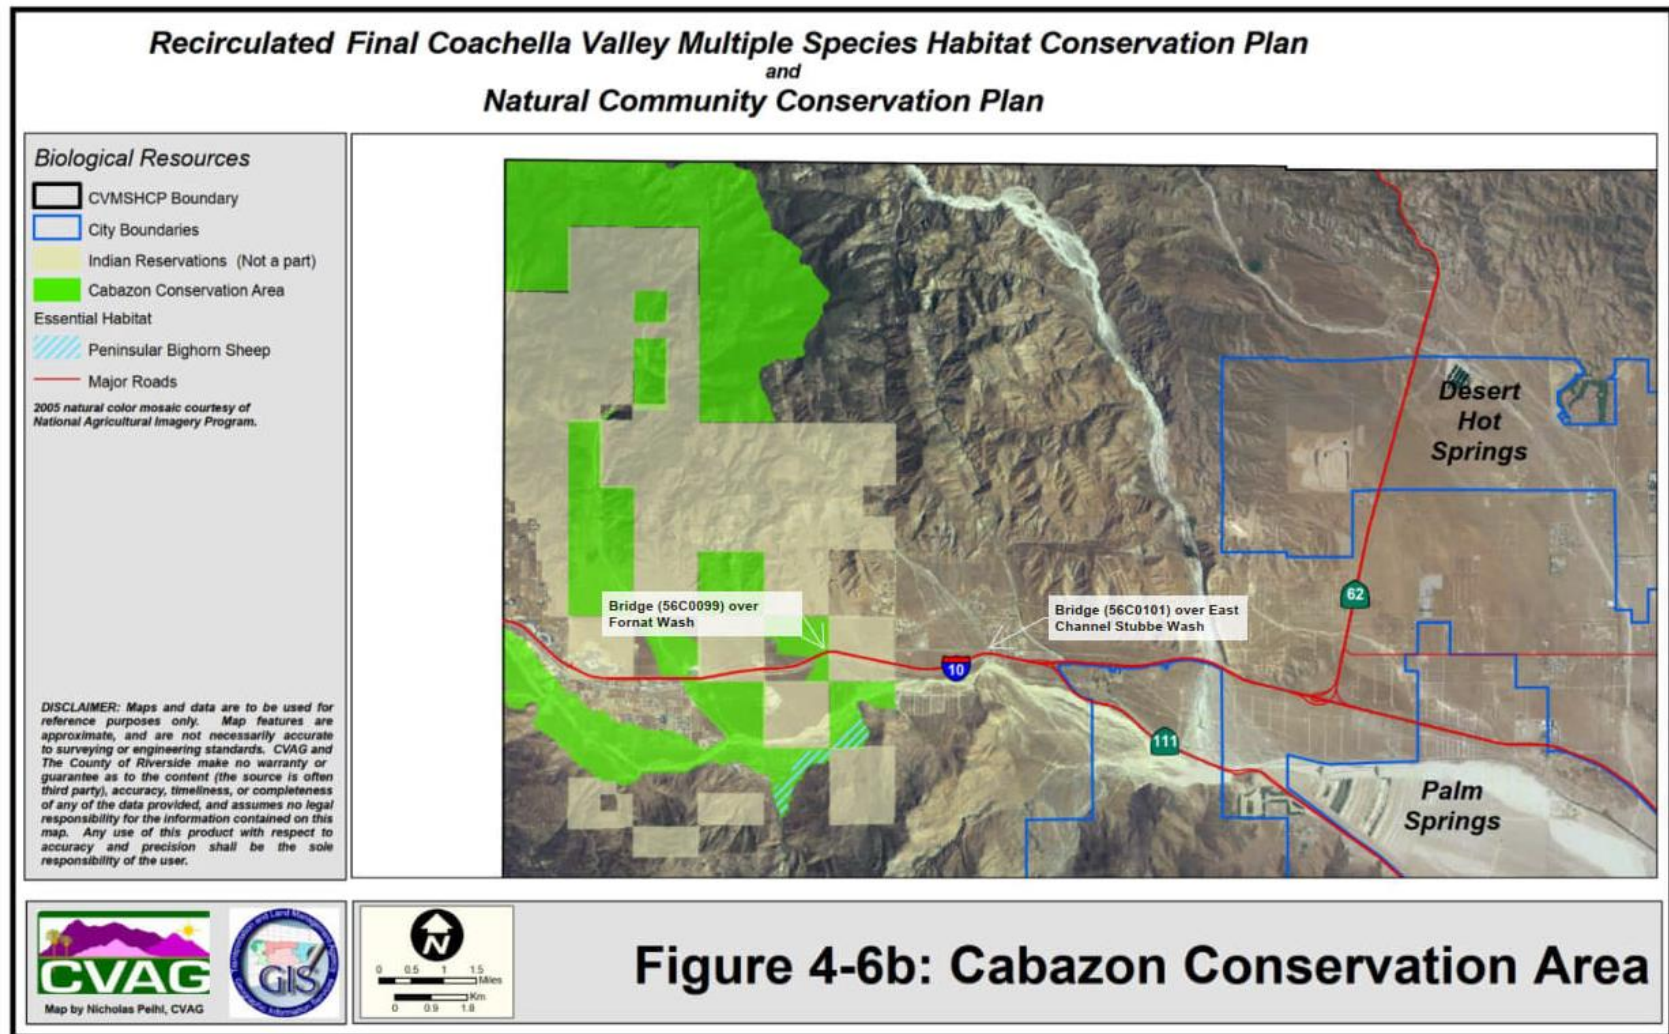 Recirculated Final Coachella Valley Multiple Species Habitat Conservation Plan
and
Natural Community Conservation Plan
Biological Resources
CVMSHCP Boundary
City Boundaries
Indian Reservations (Not a part)
Cabazon Conservation Area
Essential Habitat
Peninsular Bighorn Sheep
Major Roads
2005 natural color mosaic courtesy of
National Agricultural Imagery Program.
DISCLAIMER: Maps and data are to be used for
reference purposes only. Map features are
approximate, and are not necessarily accurate
to surveying or engineering standards. CVAG and
The County of Riverside make no warranty or
guarantee as to the content (the source is often
third party), accuracy, timeliness, or completeness
of any of the data provided, and assumes no legal
responsibility for the information contained on this
map. Any use of this product with respect to
accuracy and precision shall be the sole
responsibility of the user.
Desert
Hot
Springs
62
Bridge (56C0099) over
Fornat Wash
Bridge (56C0101) over East
Channel Stubbe Wash
10
111
Palm
Springs
CVAG
Map by Nicholas Peihl, CVAG
Transportation and Land Management Agency
GIS
Geographic Information Services
N
0 0.5 1 1.5
Miles
Km
0 0.9 1.8
Figure 4-6b: Cabazon Conservation Area